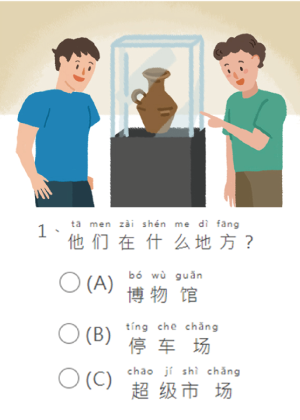 tā men zài shén me dì fāng
1、他们在什么地方？
bó wù guǎn
(A) 博物馆
tíng chē chǎng
(B) 停车场
chāo jí shì chǎng
(C) 超级市场